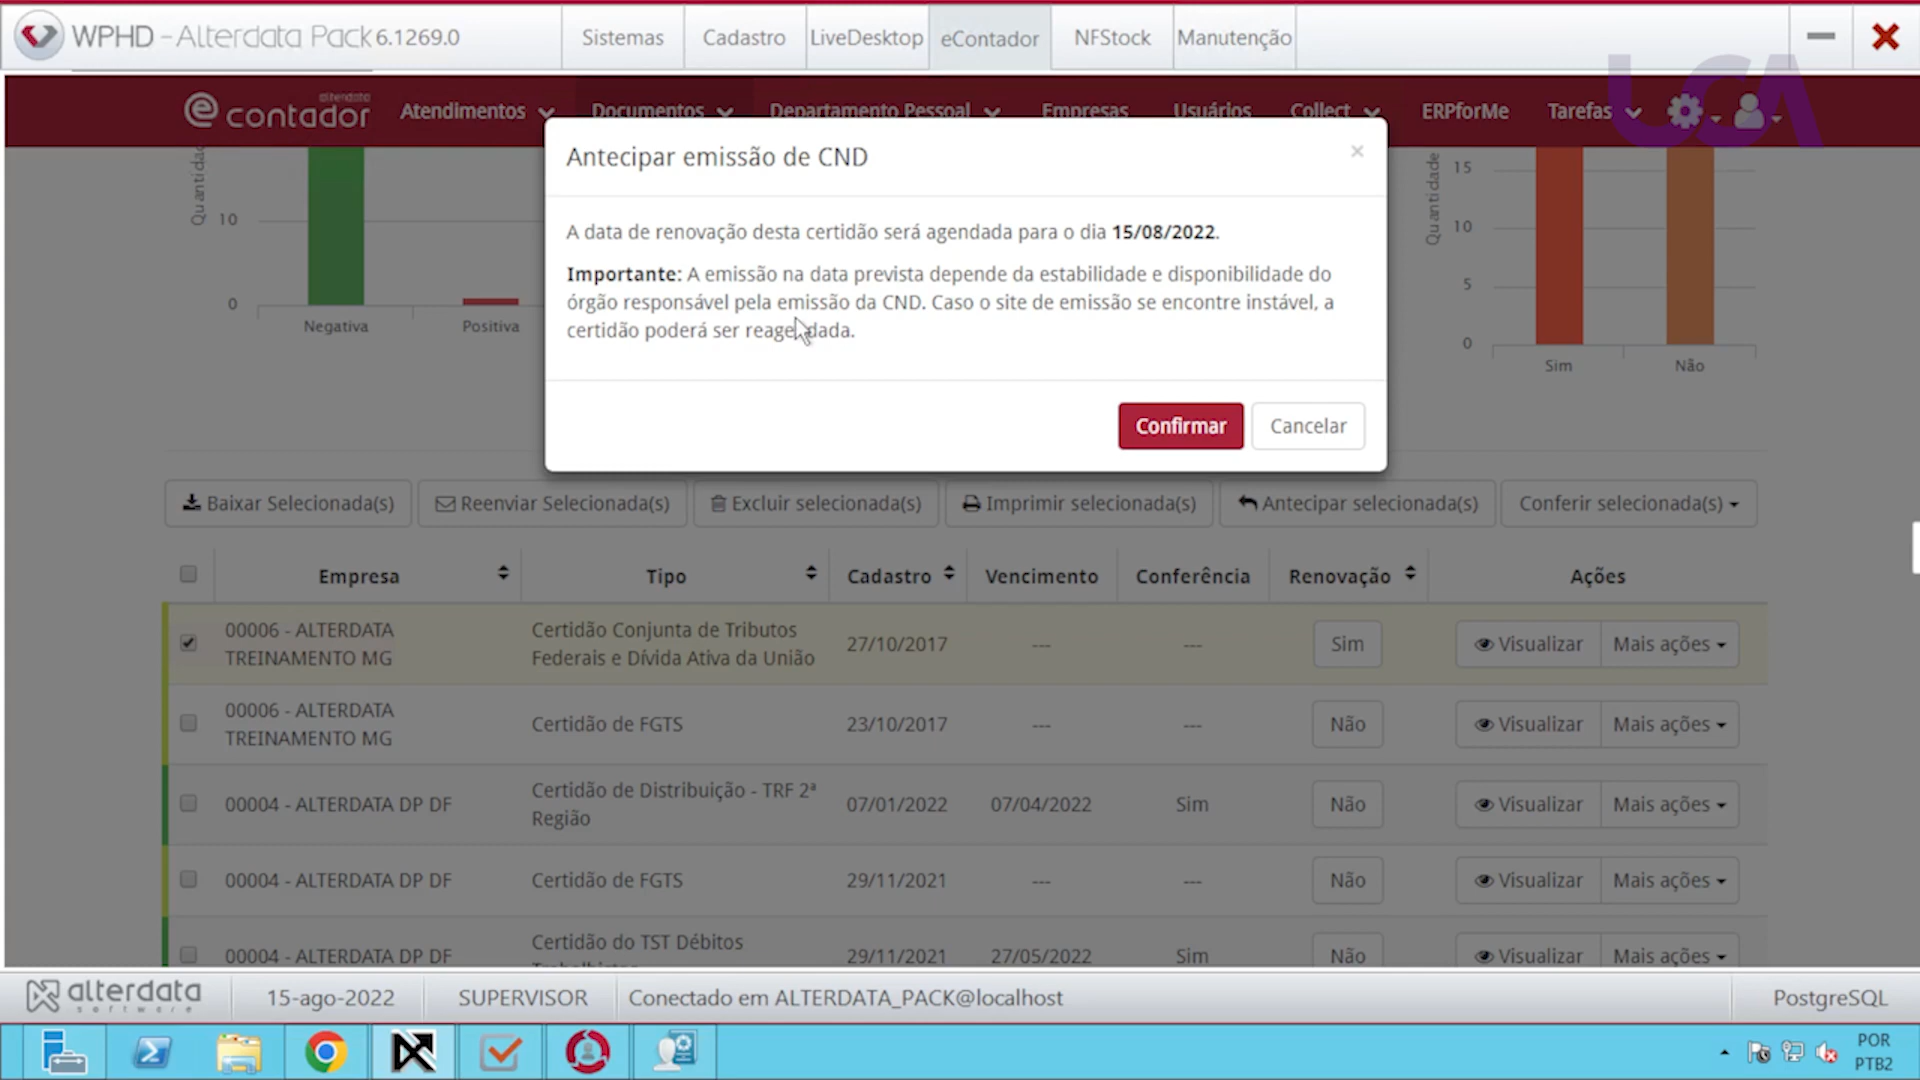 WPHD - Alterdata Pack 6.1269.0
Sistemas
Cadastro
LiveDesktop
eContador
NFStock
Manutenção
UCA
alterdata
e contador
Atendimentos
Documentos
Departamento Pessoal
Empresas
Usuários
Collect
ERPforMe
Tarefas
Antecipar emissão de CND
×
A data de renovação desta certidão será agendada para o dia 15/08/2022.
Importante: A emissão na data prevista depende da estabilidade e disponibilidade do
órgão responsável pela emissão da CND. Caso o site de emissão se encontre instável, a
certidão poderá ser reagendada.
Confirmar
Cancelar
10
0
Negativa
Positiva
Quantidade
15
10
5
0
Sim
Não
Baixar Selecionada(s)
Reenviar Selecionada(s)
Excluir selecionada(s)
Imprimir selecionada(s)
Antecipar selecionada(s)
Conferir selecionada(s)
Empresa Tipo Cadastro Vencimento Conferência Renovação Ações
00006 - ALTERDATA
TREINAMENTO MG
Certidão Conjunta de Tributos
Federais e Dívida Ativa da União
27/10/2017 --- --- Sim Visualizar Mais ações
00006 - ALTERDATA
TREINAMENTO MG
Certidão de FGTS 23/10/2017 --- --- Não Visualizar Mais ações
00004 - ALTERDATA DP DF
Certidão de Distribuição - TRF 2ª
Região
07/01/2022 07/04/2022 Sim Não Visualizar Mais ações
00004 - ALTERDATA DP DF Certidão de FGTS 29/11/2021 --- --- Não Visualizar Mais ações
00004 - ALTERDATA DP DF
Certidão do TST Débitos
29/11/2021 27/05/2022 Sim Não Visualizar Mais ações
alterdata
software
15-ago-2022
SUPERVISOR
Conectado em ALTERDATA_PACK@localhost
PostgreSQL
POR
PTB2